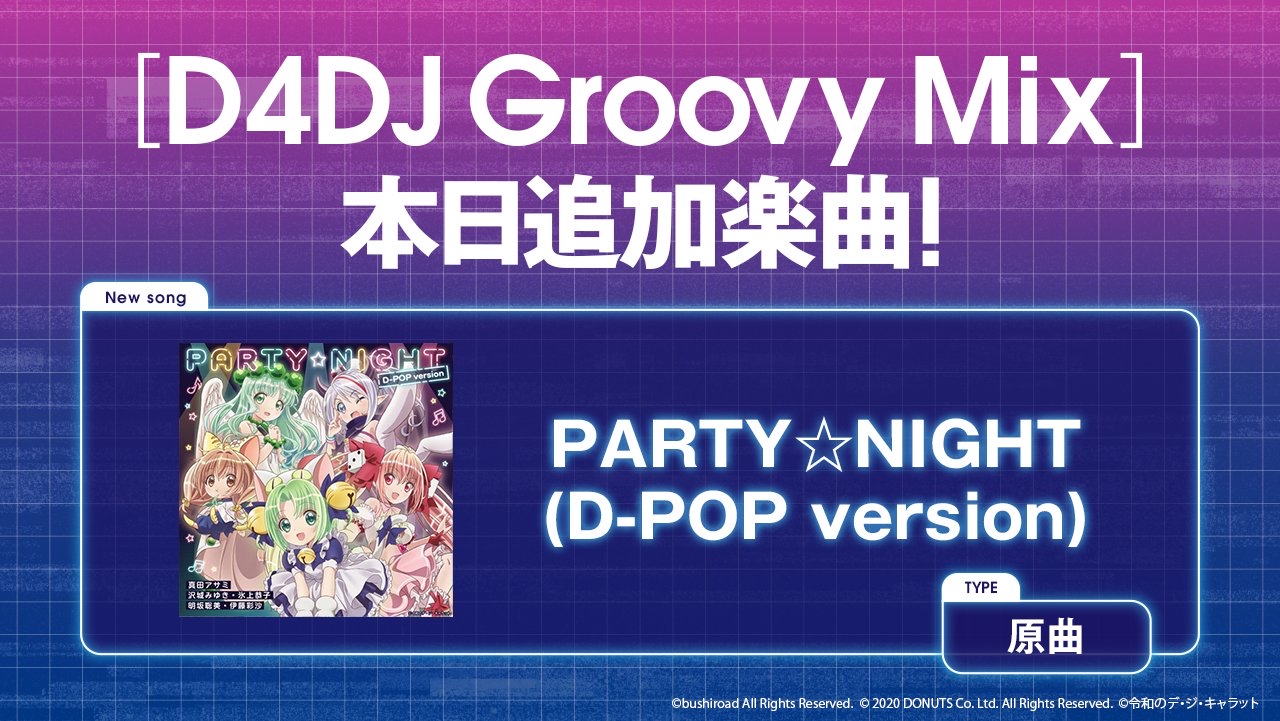 [D4DJ Groovy Mix]
本日追加楽曲!
New song
PARTY☆NIGHT
D-POP version
真田アサミ
沢城みゆき・氷上恭子
明坂聡美・伊藤彩沙
PARTY☆NIGHT
(D-POP version)
TYPE
原曲
©bushiroad All Rights Reserved. © 2020 DONUTS Co. Ltd. All Rights Reserved. ©令和のデ・ジ・キャラット